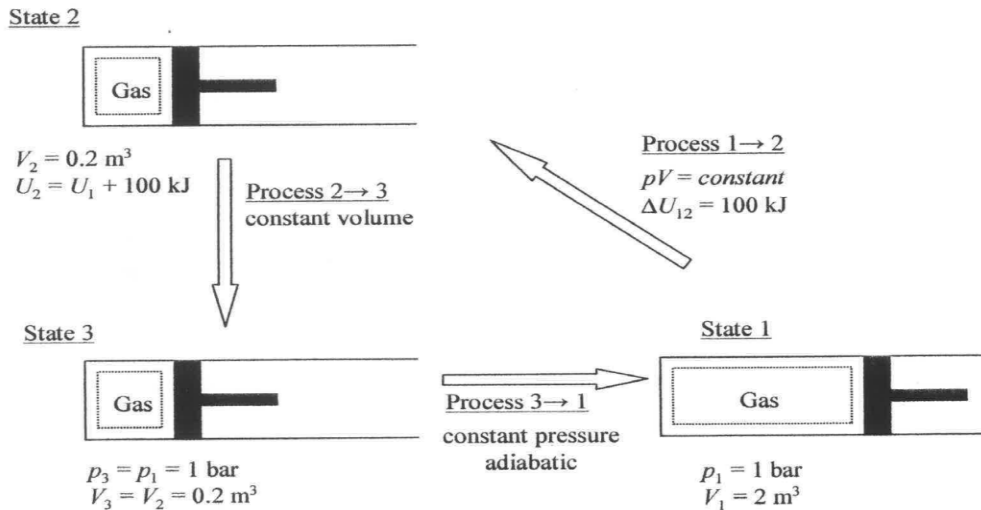 State 2
Gas
V₂ = 0.2 m³
U₂ = U₁ + 100 kJ
Process 2→ 3
constant volume
Process 1→ 2
pV = constant
ΔU₁₂ = 100 kJ
State 3
Gas
p₃ = p₁ = 1 bar
V₃ = V₂ = 0.2 m³
Process 3→ 1
constant pressure
adiabatic
State 1
Gas
p₁ = 1 bar
V₁ = 2 m³